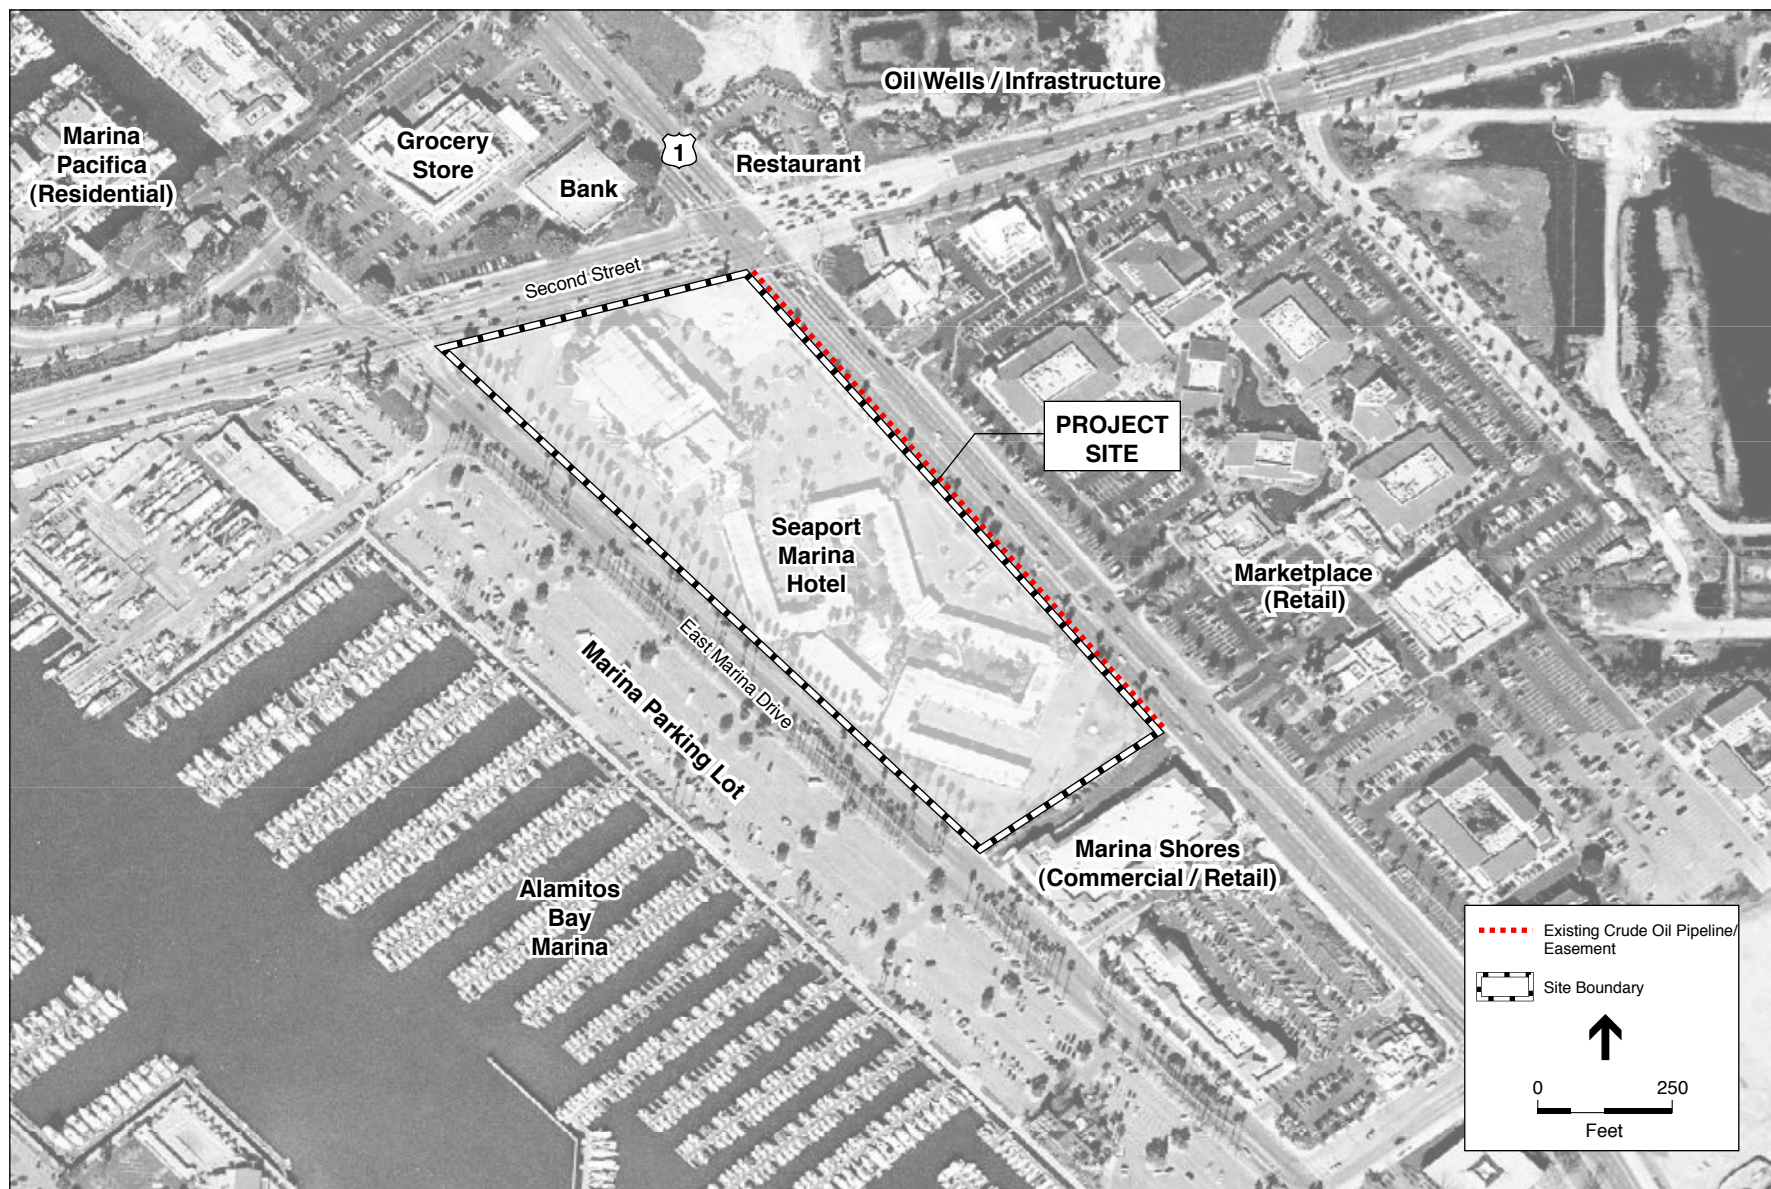 Oil Wells / Infrastructure
Marina
Pacifica
(Residential)
Grocery
Store
Bank
1
Restaurant
Second Street
PROJECT
SITE
Seaport
Marina
Hotel
Marketplace
(Retail)
East Marina Drive
Marina Parking Lot
Marina Shores
(Commercial / Retail)
Alamitos
Bay
Marina
Existing Crude Oil Pipeline/
Easement
Site Boundary
0 250
Feet